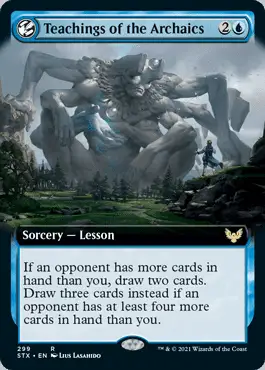 Teachings of the Archaics 2
Sorcery — Lesson
If an opponent has more cards in
hand than you, draw two cards.
Draw three cards instead if an
opponent has at least four more
cards in hand than you.
299 R
STX • EN Lius Lasahido
™ & © 2021 Wizards of the Coast